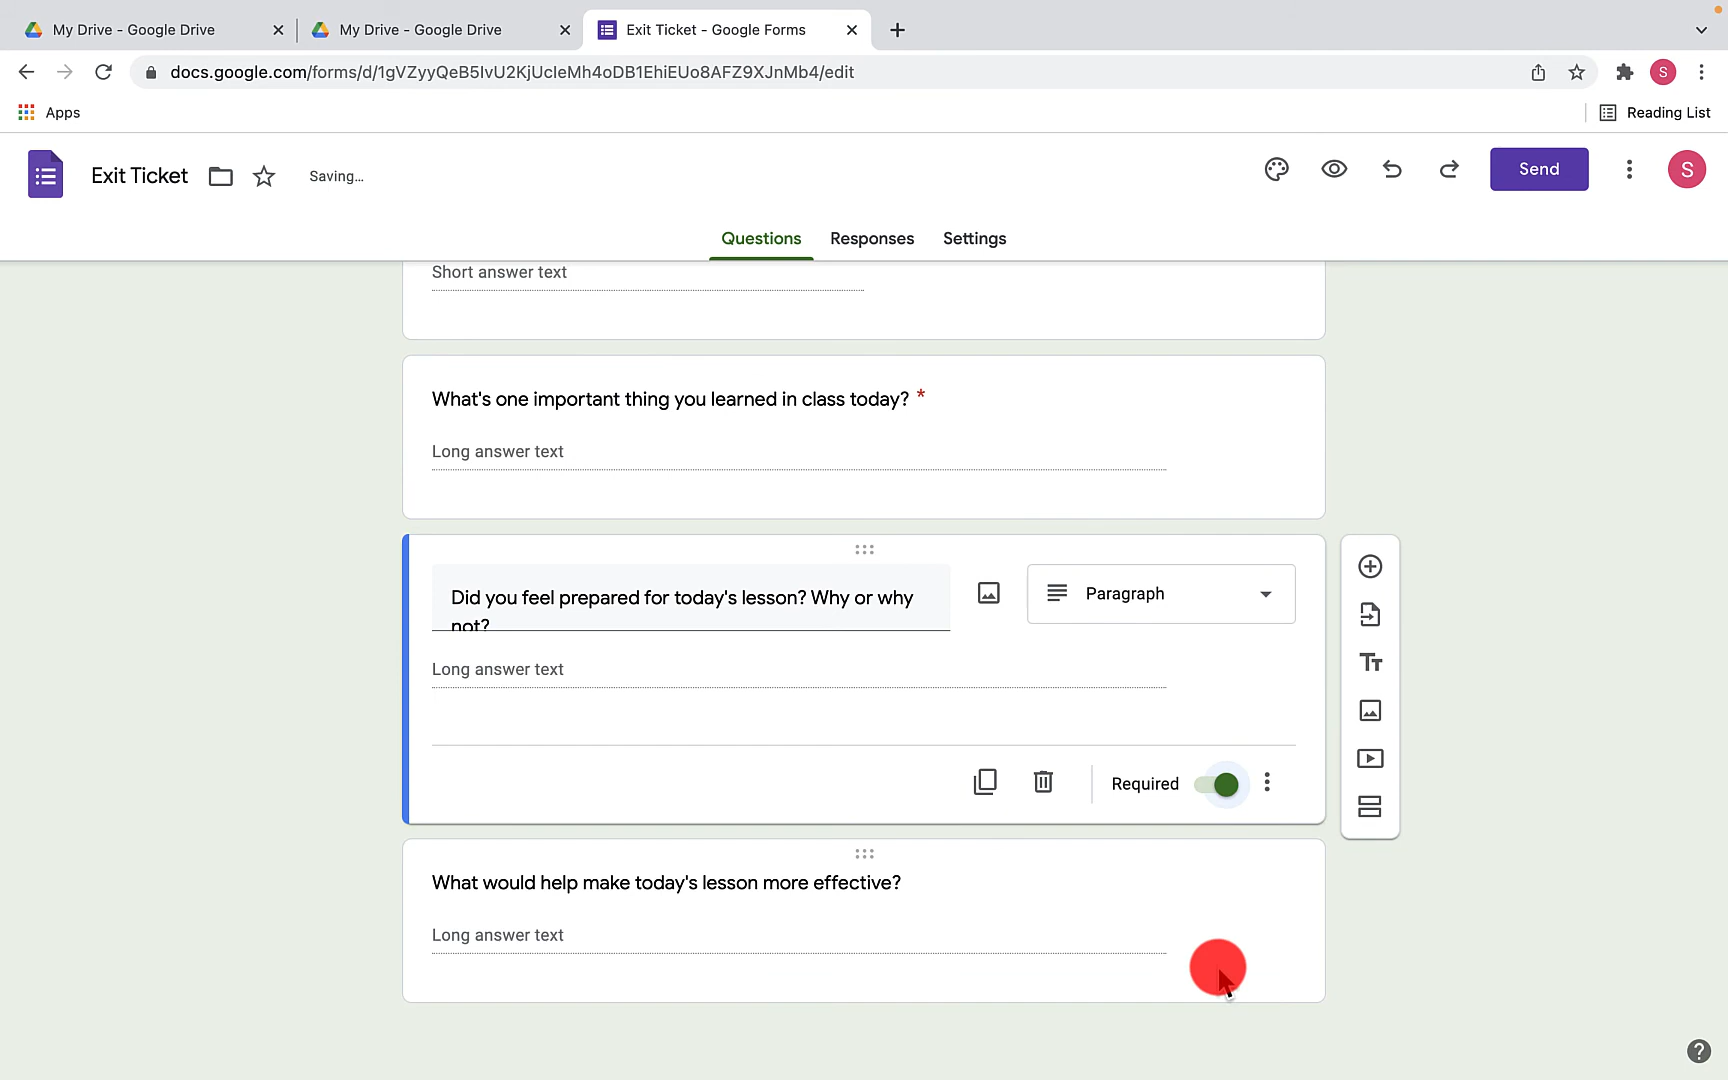 My Drive - Google Drive
My Drive - Google Drive
Exit Ticket - Google Forms
docs.google.com/forms/d/1gVZyyQeB5IvU2KjUcIeMh4oDB1EhiEUo8AFZ9XJnMb4/edit
S
Apps
Reading List
Exit Ticket
Saving...
Send
S
Questions
Responses
Settings
Short answer text
What's one important thing you learned in class today? *
Long answer text
Did you feel prepared for today's lesson? Why or why
not?
Paragraph
Long answer text
Required
What would help make today's lesson more effective?
Long answer text